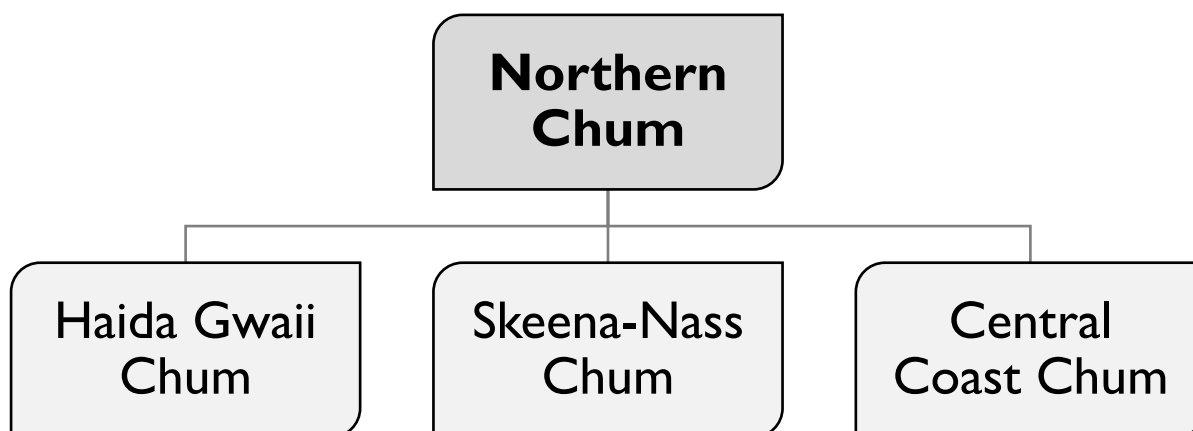 Northern
Chum
Haida Gwaii
Chum
Skeena-Nass
Chum
Central
Coast Chum